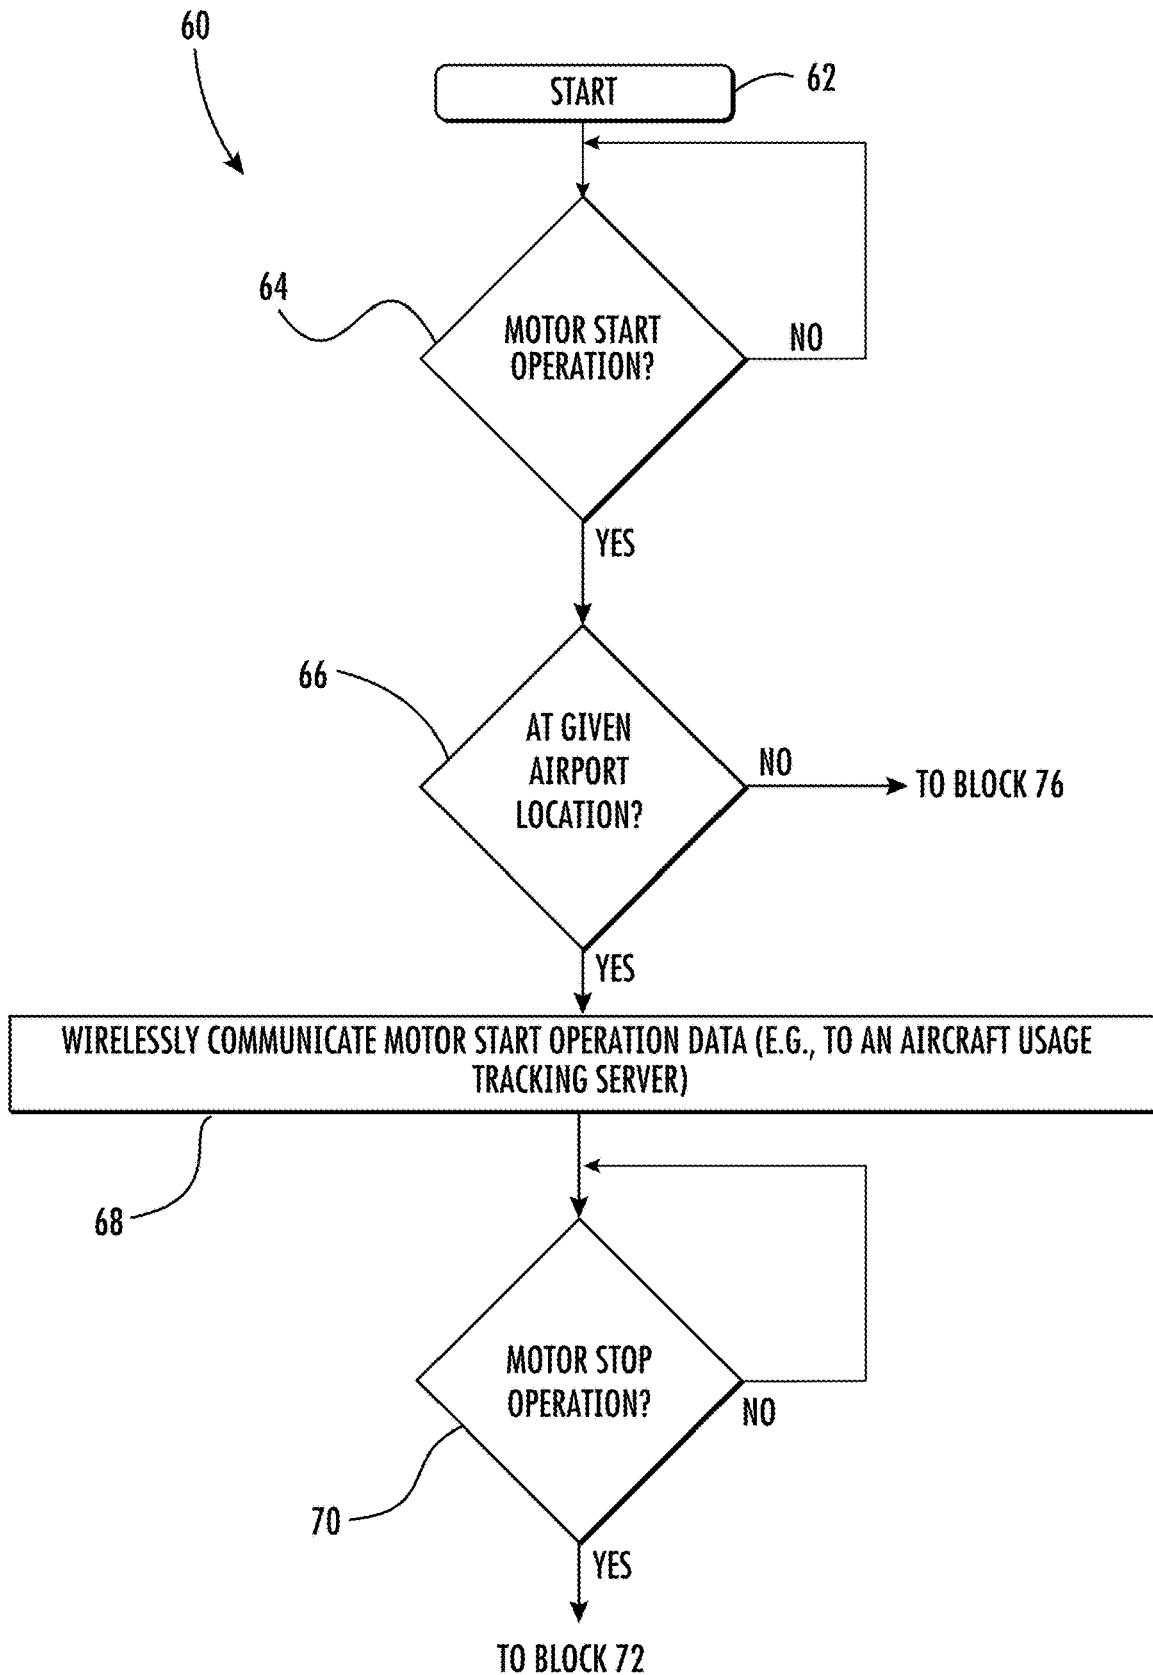 60
START
62
64
MOTOR START
OPERATION?
NO
YES
66
AT GIVEN
AIRPORT
LOCATION?
NO
TO BLOCK 76
YES
WIRELESSLY COMMUNICATE MOTOR START OPERATION DATA (E.G., TO AN AIRCRAFT USAGE
TRACKING SERVER)
68
MOTOR STOP
OPERATION?
NO
70
YES
TO BLOCK 72